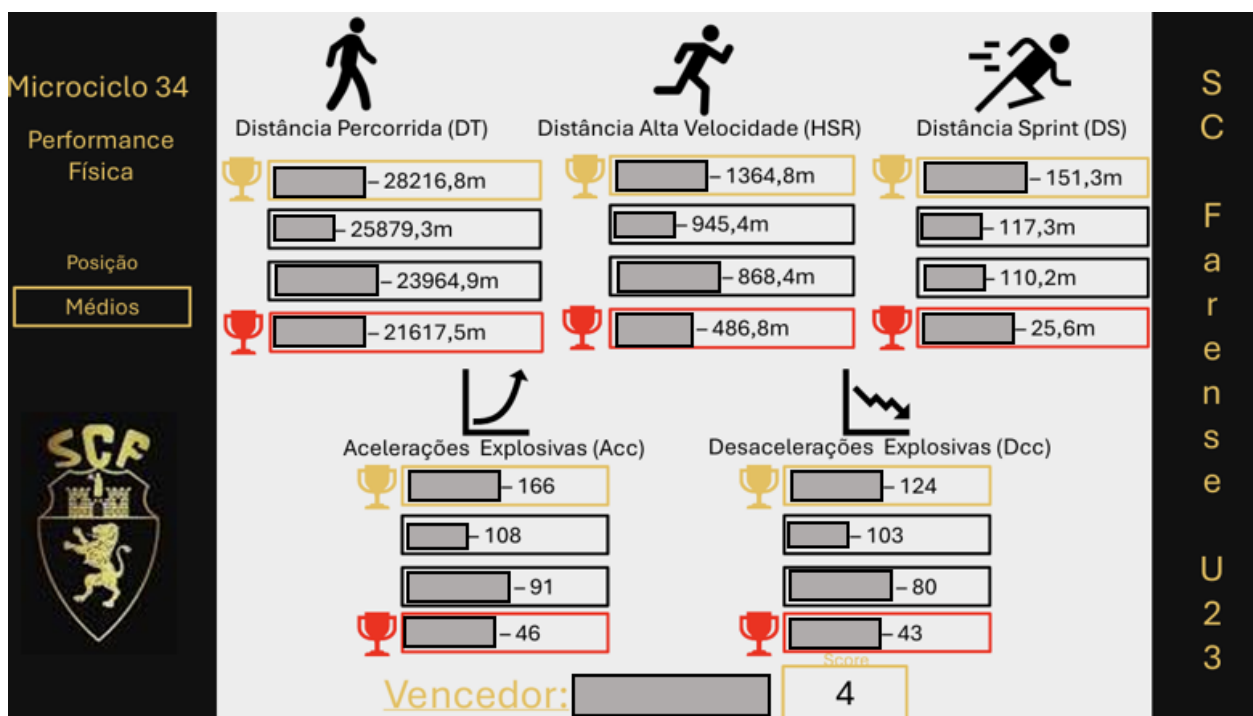 Microciclo 34
Performance
Física
Posição
Médios
SCF
Distância Percorrida (DT)
– 28216,8m
– 25879,3m
– 23964,9m
– 21617,5m
Distância Alta Velocidade (HSR)
– 1364,8m
– 945,4m
– 868,4m
– 486,8m
Distância Sprint (DS)
– 151,3m
– 117,3m
– 110,2m
– 25,6m
Acelerações Explosivas (Acc)
– 166
– 108
– 91
– 46
Desacelerações Explosivas (Dcc)
– 124
– 103
– 80
– 43
Vencedor:
Score
4
SC Farense U23